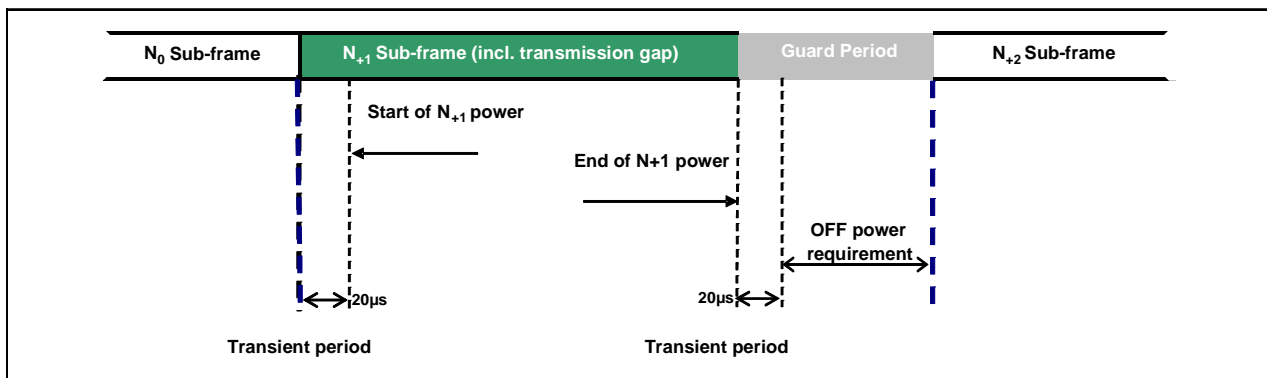 N₀ Sub-frame
N₊₁ Sub-frame (incl. transmission gap)
Guard Period
N₊₂ Sub-frame
Start of N₊₁ power
End of N+1 power
OFF power
requirement
20µs
20µs
Transient period
Transient period